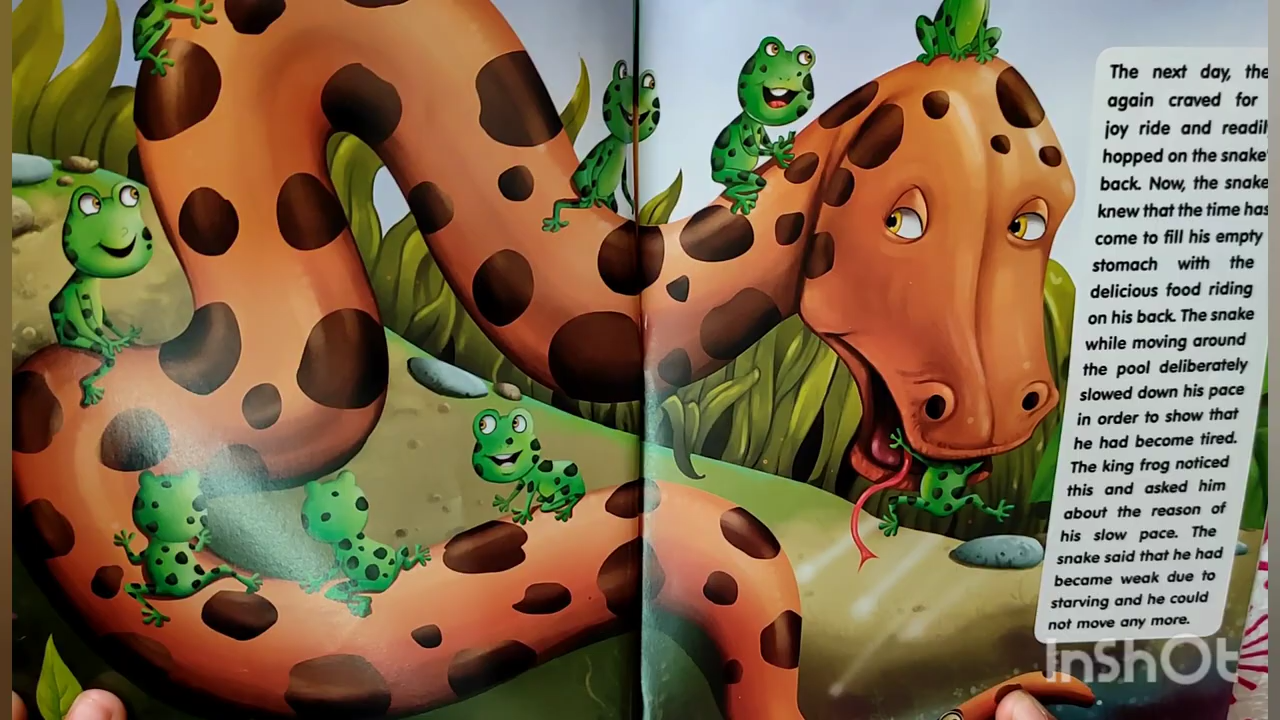 The next day, the
again craved for
joy ride and readil
hopped on the snake'
back. Now, the snake
knew that the time has
come to fill his empty
stomach with the
delicious food riding
on his back. The snake
while moving around
the pool deliberately
slowed down his pace
in order to show that
he had become tired.
The king frog noticed
this and asked him
about the reason of
his slow pace. The
snake said that he had
became weak due to
starving and he could
not move any more.
InShOt